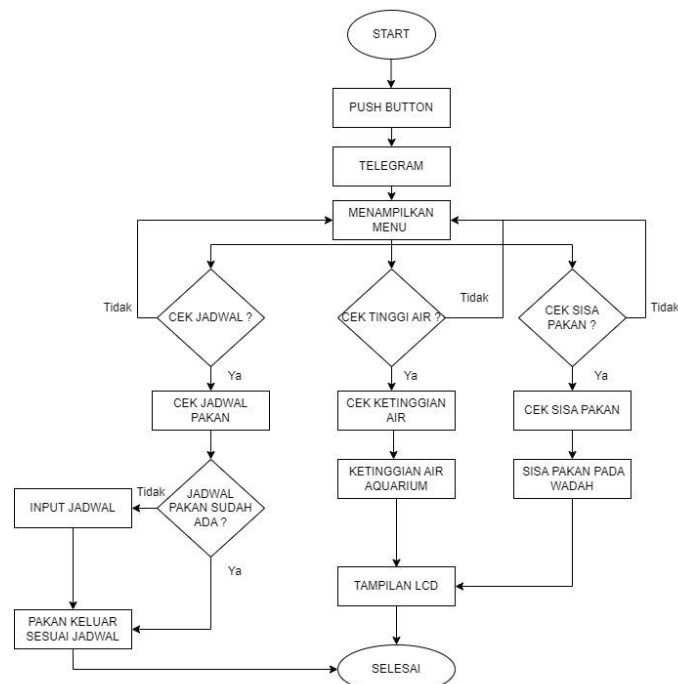 START
PUSH BUTTON
TELEGRAM
MENAMPILKAN
MENU
Tidak
CEK JADWAL ?
CEK TINGGI AIR ?
Tidak
CEK SISA
PAKAN ?
Tidak
Ya
Ya
Ya
CEK JADWAL
PAKAN
CEK KETINGGIAN
AIR
CEK SISA PAKAN
INPUT JADWAL
Tidak
JADWAL
PAKAN SUDAH
ADA ?
KETINGGIAN AIR
AQUARIUM
SISA PAKAN PADA
WADAH
Ya
TAMPILAN LCD
PAKAN KELUAR
SESUAI JADWAL
SELESAI